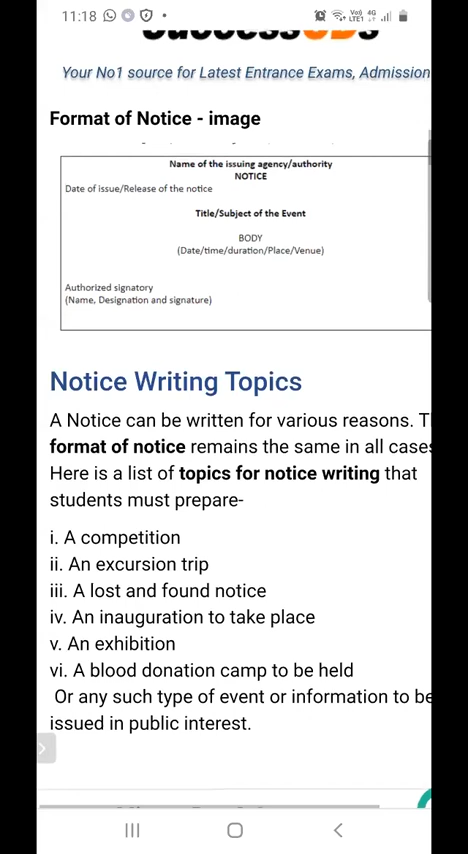 11:18
Voo) 4G
LTE1
Your No1 source for Latest Entrance Exams, Admission
Format of Notice - image
Name of the issuing agency/authority
NOTICE
Date of issue/Release of the notice
Title/Subject of the Event
BODY
(Date/time/duration/Place/Venue)
Authorized signatory
(Name, Designation and signature)
Notice Writing Topics
A Notice can be written for various reasons. T
format of notice remains the same in all cases
Here is a list of topics for notice writing that
students must prepare-
i. A competition
ii. An excursion trip
iii. A lost and found notice
iv. An inauguration to take place
v. An exhibition
vi. A blood donation camp to be held
Or any such type of event or information to be
issued in public interest.